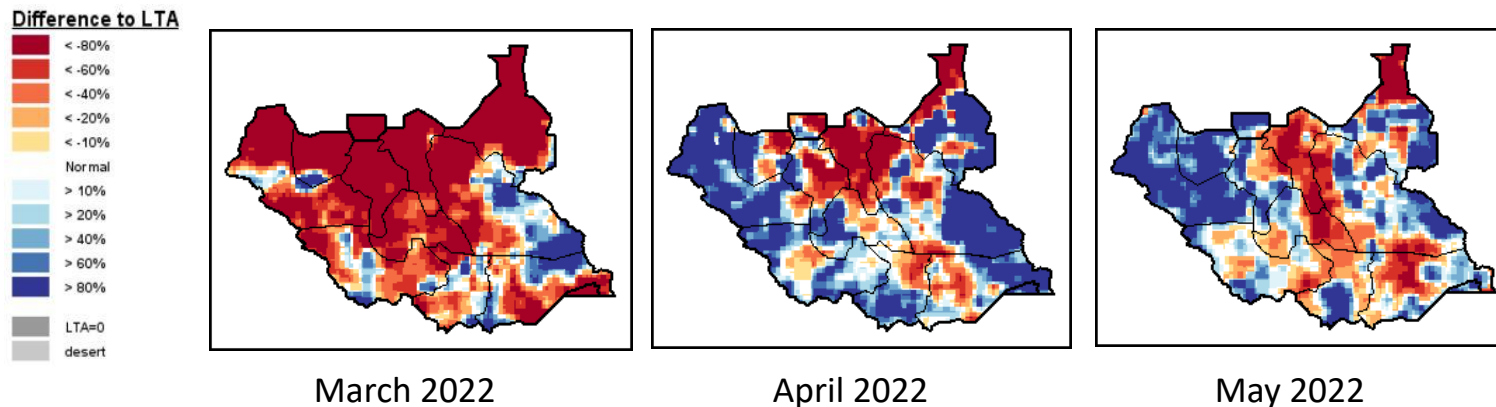 Difference to LTA
< -80%
< -60%
< -40%
< -20%
< -10%
Normal
> 10%
> 20%
> 40%
> 60%
> 80%
LTA=0
desert
March 2022
April 2022
May 2022